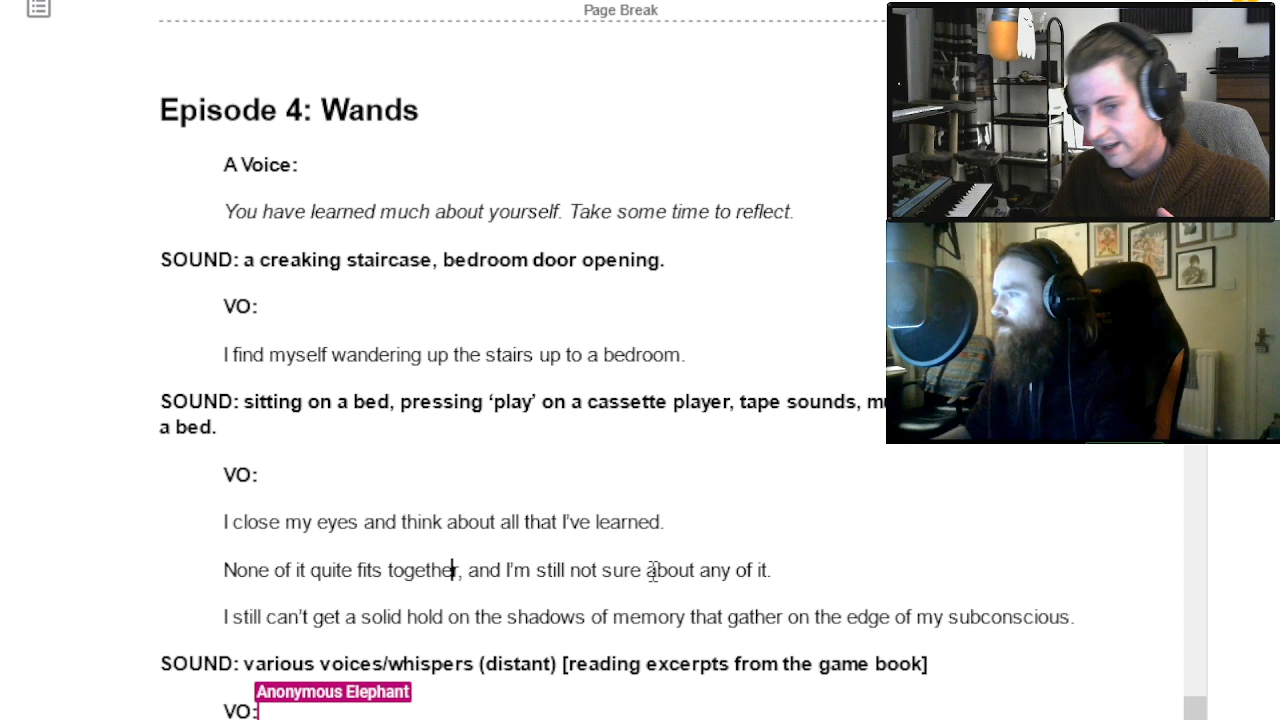 Page Break
Episode 4: Wands
A Voice:
You have learned much about yourself. Take some time to reflect.
SOUND: a creaking staircase, bedroom door opening.
VO:
I find myself wandering up the stairs up to a bedroom.
SOUND: sitting on a bed, pressing ‘play’ on a cassette player, tape sounds,
a bed.
VO:
I close my eyes and think about all that I’ve learned.
None of it quite fits together, and I’m still not sure about any of it.
I still can’t get a solid hold on the shadows of memory that gather on the edge of my subconscious.
SOUND: various voices/whispers (distant) [reading excerpts from the game book]
Anonymous Elephant
VO: